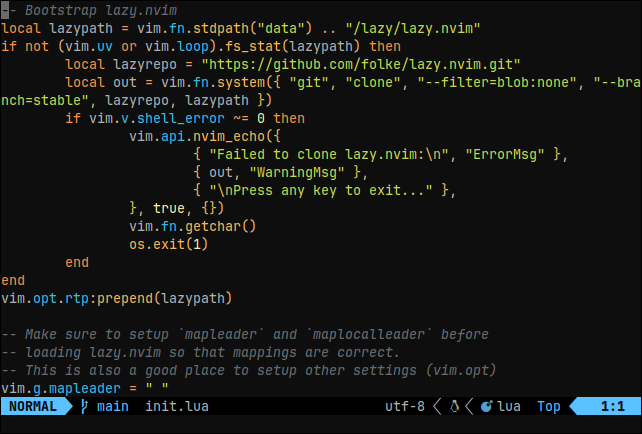 -- Bootstrap lazy.nvim
local lazypath = vim.fn.stdpath("data") .. "/lazy/lazy.nvim"
if not (vim.uv or vim.loop).fs_stat(lazypath) then
        local lazyrepo = "https://github.com/folke/lazy.nvim.git"
        local out = vim.fn.system({ "git", "clone", "--filter=blob:none", "--bra
nch=stable", lazyrepo, lazypath })
        if vim.v.shell_error ~= 0 then
                vim.api.nvim_echo({
                        { "Failed to clone lazy.nvim:\n", "ErrorMsg" },
                        { out, "WarningMsg" },
                        { "\nPress any key to exit..." },
                }, true, {})
                vim.fn.getchar()
                os.exit(1)
        end
end
vim.opt.rtp:prepend(lazypath)

-- Make sure to setup `mapleader` and `maplocalleader` before
-- loading lazy.nvim so that mappings are correct.
-- This is also a good place to setup other settings (vim.opt)
vim.g.mapleader = " "
NORMAL main init.lua utf-8 lua Top 1:1